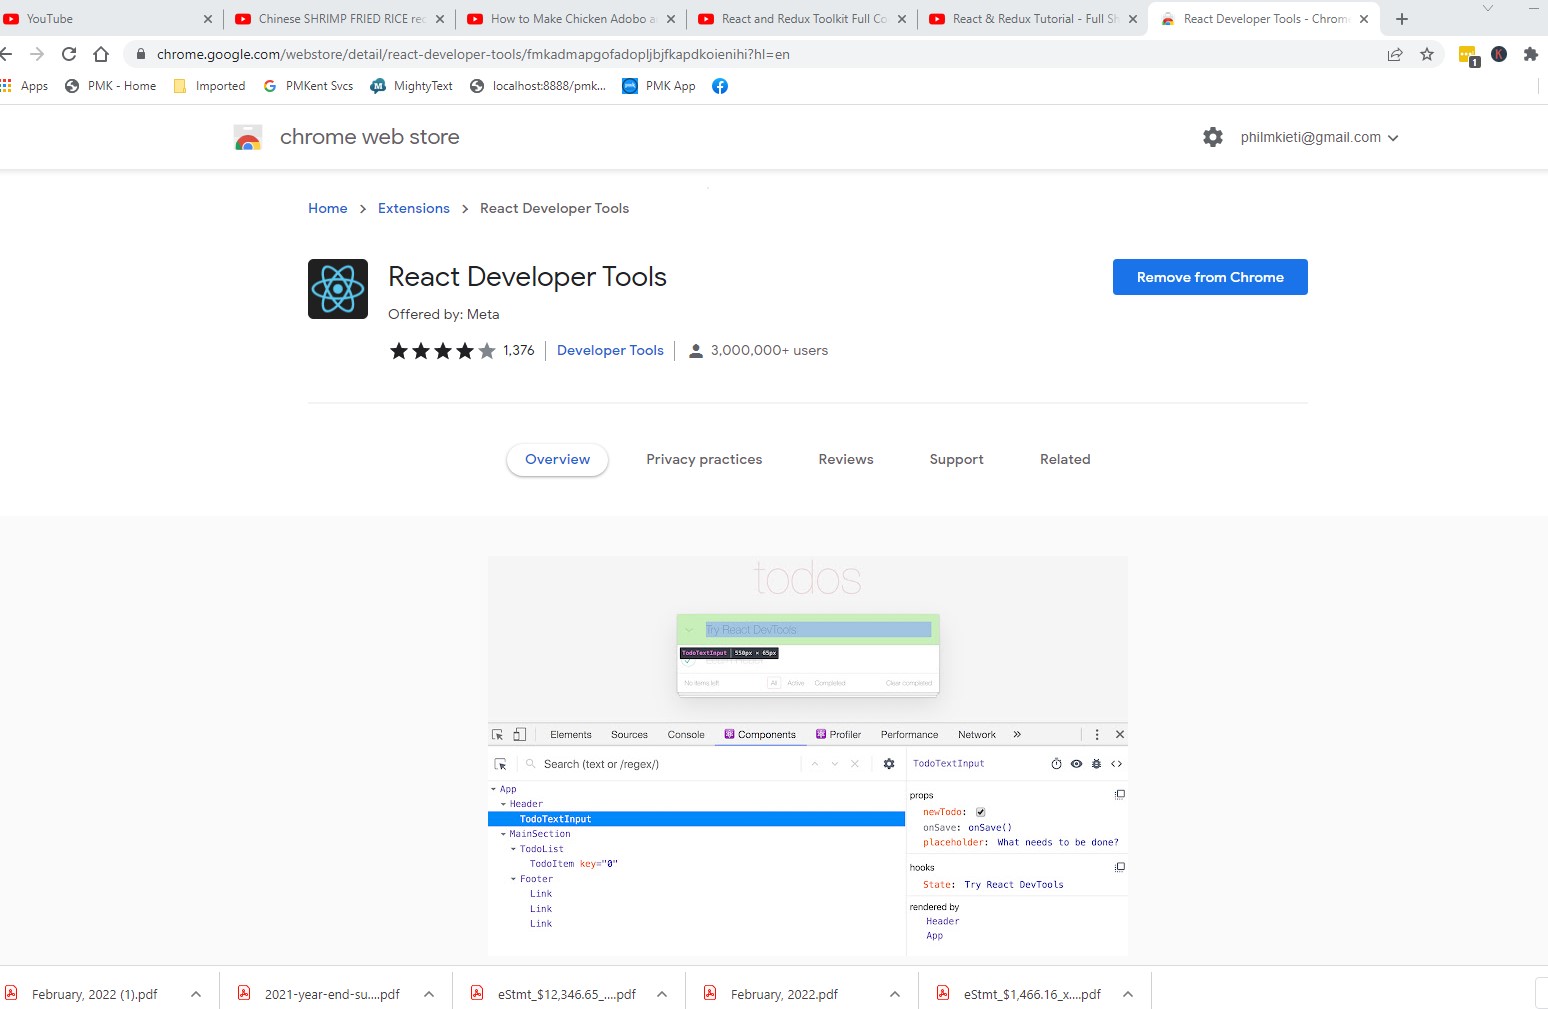 YouTube
Chinese SHRIMP FRIED RICE rec
How to Make Chicken Adobo a
React and Redux Toolkit Full Co
React & Redux Tutorial - Full Sh
React Developer Tools - Chrome
chrome.google.com/webstore/detail/react-developer-tools/fmkadmapgofadopljbjfkapdkoienihi?hl=en
1
K
Apps
PMK - Home
Imported
PMKent Svcs
MightyText
localhost:8888/pmk...
PMK App
chrome web store
philmkieti@gmail.com
Home > Extensions > React Developer Tools
React Developer Tools
Remove from Chrome
Offered by: Meta
1,376
Developer Tools
3,000,000+ users
Overview
Privacy practices
Reviews
Support
Related
todos
Try React DevTools
TodoTextInput | 550px × 65px
No items left
All
Active
Completed
Clear completed
Elements
Sources
Console
Components
Profiler
Performance
Network
»
Search (text or /regex/)
TodoTextInput
App
Header
TodoTextInput
MainSection
TodoList
TodoItem key="0"
Footer
Link
Link
Link
props
newTodo:
onSave: onSave()
placeholder: What needs to be done?
hooks
State: Try React DevTools
rendered by
Header
App
February, 2022 (1).pdf
2021-year-end-su....pdf
eStmt_$12,346.65_....pdf
February, 2022.pdf
eStmt_$1,466.16_x....pdf